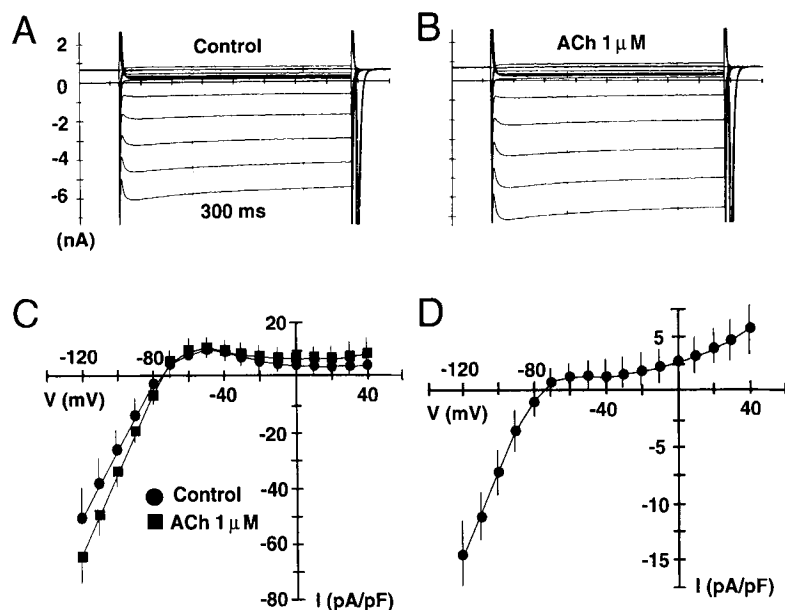 A
B
2
Control
ACh 1 μM
0
-2
-4
-6
300 ms
(nA)
C
D
20
5
-120
-80
-40
40
V (mV)
-120
-80
-40
40
V (mV)
-20
-40
-60
-80
Control
ACh 1 μM
I (pA/pF)
-5
-10
-15
I (pA/pF)